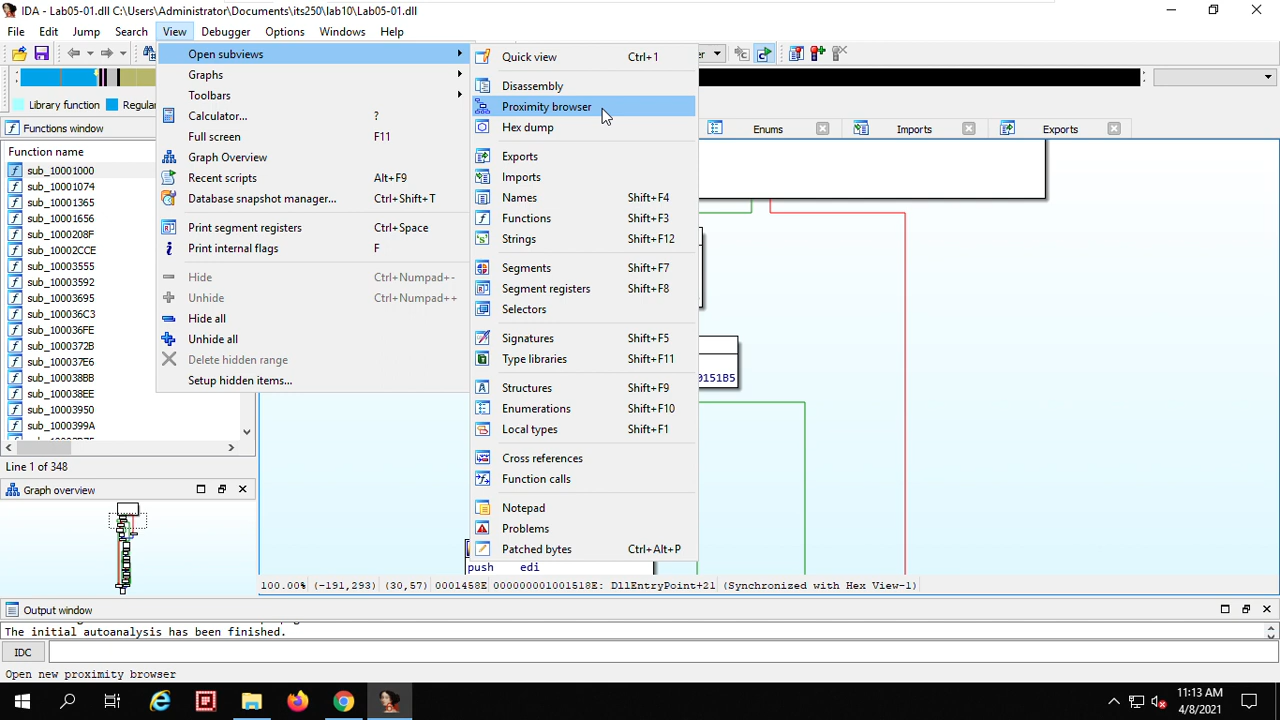 IDA - Lab05-01.dll C:\Users\Administrator\Documents\its250\lab10\Lab05-01.dll
File Edit Jump Search View Debugger Options Windows Help
Library function Regular
Functions window
Function name
sub_10001000
sub_10001074
sub_10001365
sub_10001656
sub_1000208F
sub_10002CCE
sub_10003555
sub_10003592
sub_10003695
sub_100036C3
sub_100036FE
sub_1000372B
sub_100037E6
sub_100038BB
sub_100038EE
sub_10003950
sub_1000399A
Line 1 of 348
Graph overview
Open subviews
Graphs
Toolbars
Calculator... ?
Full screen F11
Graph Overview
Recent scripts Alt+F9
Database snapshot manager... Ctrl+Shift+T
Print segment registers Ctrl+Space
Print internal flags F
Hide Ctrl+Numpad+-
Unhide Ctrl+Numpad++
Hide all
Unhide all
Delete hidden range
Setup hidden items...
Quick view Ctrl+1
Disassembly
Proximity browser
Hex dump
Exports
Imports
Names Shift+F4
Functions Shift+F3
Strings Shift+F12
Segments Shift+F7
Segment registers Shift+F8
Selectors
Signatures Shift+F5
Type libraries Shift+F11
Structures Shift+F9
Enumerations Shift+F10
Local types Shift+F1
Cross references
Function calls
Notepad
Problems
Patched bytes Ctrl+Alt+P
Enums Imports Exports
0151B5
push edi
100.00% (-191,293) (30,57) 0001458E 000000001001518E: DllEntryPoint+21 (Synchronized with Hex View-1)
Output window
The initial autoanalysis has been finished.
IDC
Open new proximity browser
11:13 AM
4/8/2021